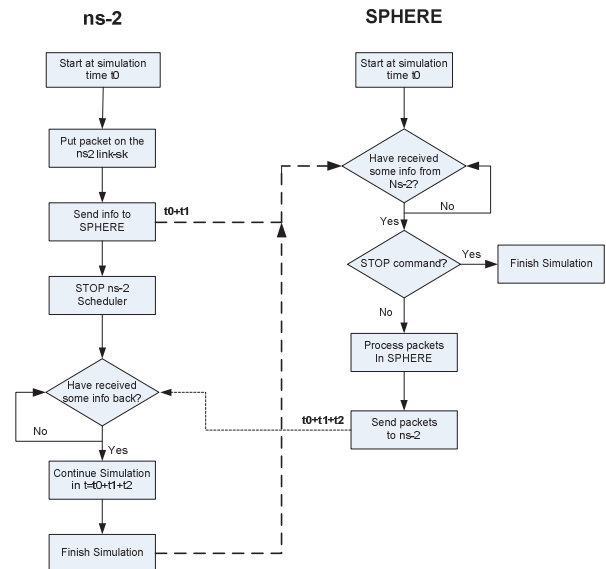 ns-2
Start at simulation
time t0
Put packet on the
ns2 link-sk
Send info to
SPHERE
t0+t1
STOP ns-2
Scheduler
Have received
some info back?
No
Yes
Continue Simulation
in t=t0+t1+t2
Finish Simulation
SPHERE
Start at simulation
time t0
Have received
some info from
Ns-2?
No
Yes
STOP command?
Yes
Finish Simulation
No
Process packets
In SPHERE
t0+t1+t2
Send packets
to ns-2